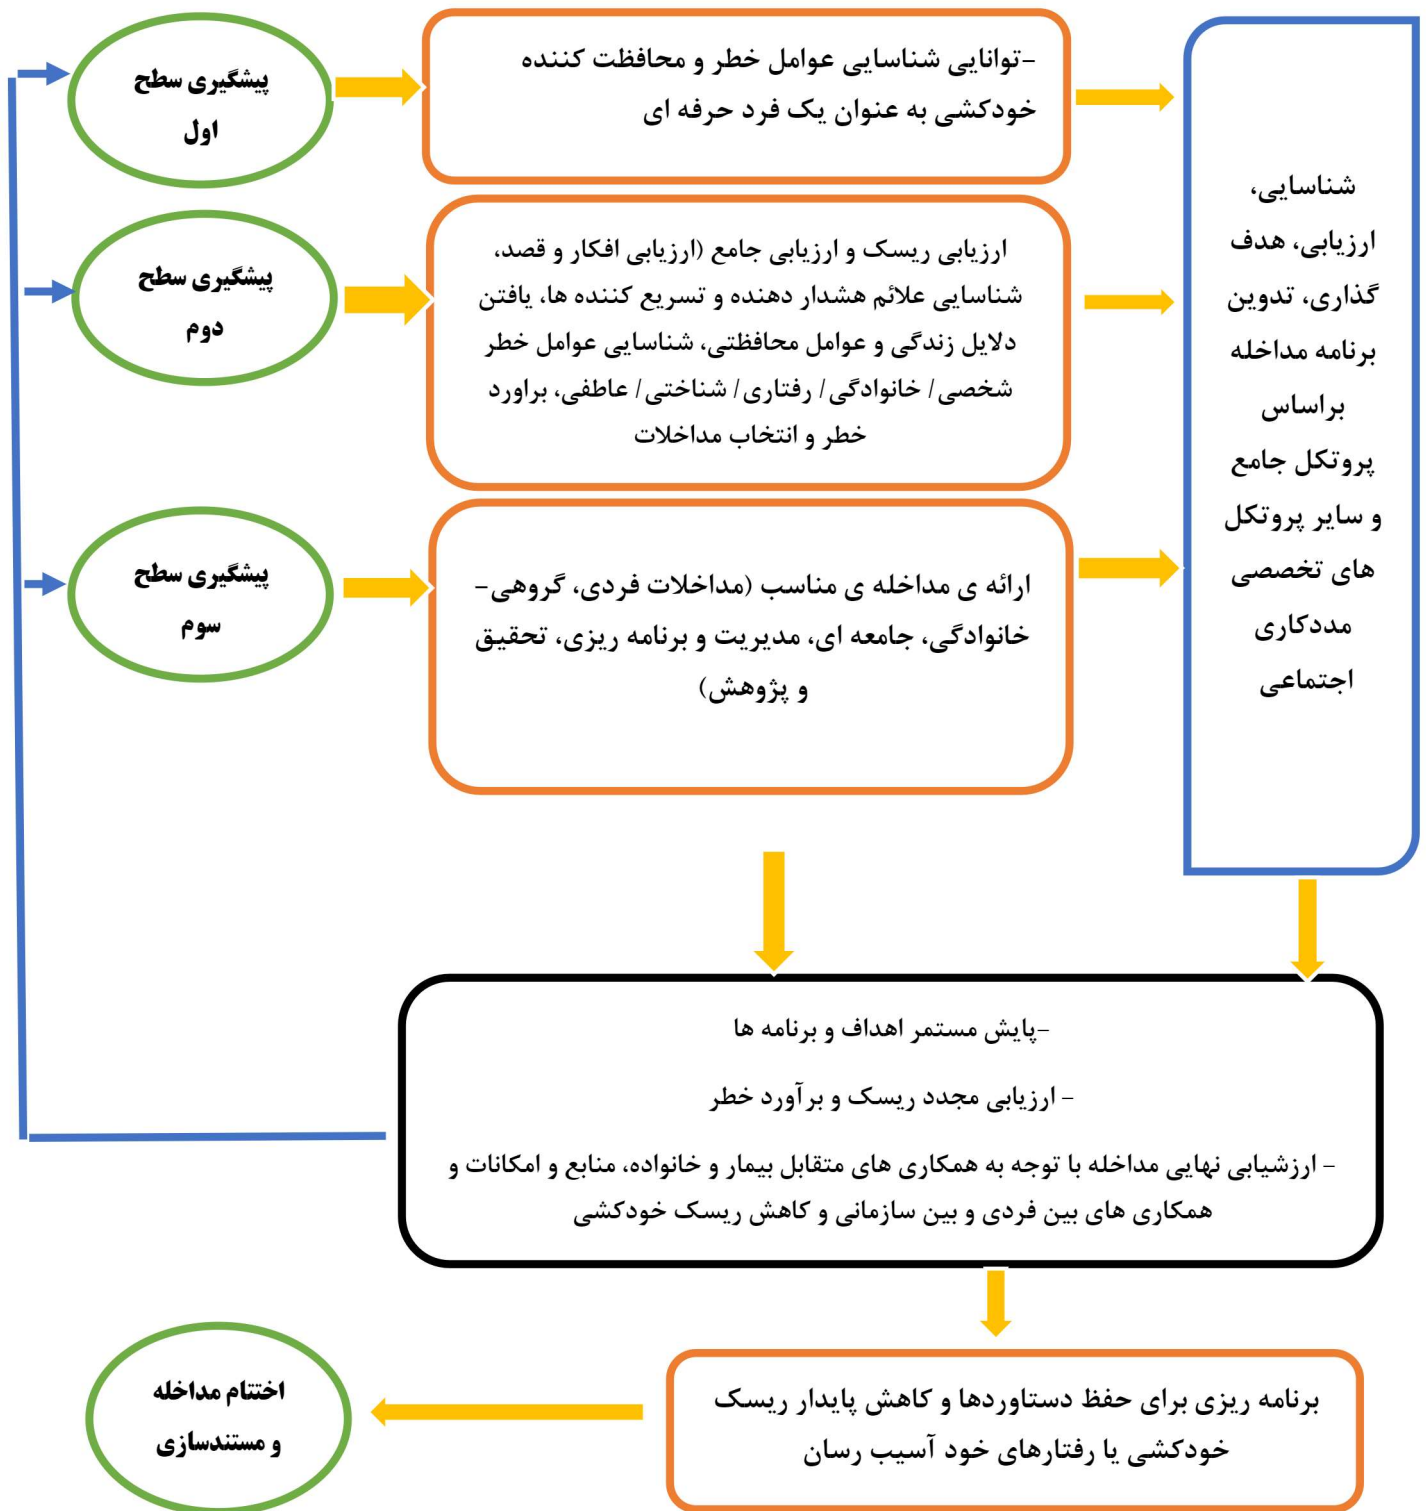 پیشگیری سطح
اول
-توانایی شناسایی عوامل خطر و محافظت کننده
خودکشی به عنوان یک فرد حرفه ای
پیشگیری سطح
دوم
ارزیابی ریسک و ارزیابی جامع (ارزیابی افکار و قصد،
شناسایی علائم هشدار دهنده و تسریع کننده ها، یافتن
دلایل زندگی و عوامل محافظتی، شناسایی عوامل خطر
شخصی/ خانوادگی/ رفتاری/ شناختی/ عاطفی، براورد
خطر و انتخاب مداخلات
پیشگیری سطح
سوم
ارائه ی مداخله ی مناسب (مداخلات فردی، گروهی-
خانوادگی، جامعه ای، مدیریت و برنامه ریزی، تحقیق
و پژوهش)
شناسایی،
ارزیابی، هدف
گذاری، تدوین
برنامه مداخله
براساس
پروتکل جامع
و سایر پروتکل
های تخصصی
مددکاری
اجتماعی
-پایش مستمر اهداف و برنامه ها
- ارزیابی مجدد ریسک و برآورد خطر
- ارزشیابی نهایی مداخله با توجه به همکاری های متقابل بیمار و خانواده، منابع و امکانات و
همکاری های بین فردی و بین سازمانی و کاهش ریسک خودکشی
برنامه ریزی برای حفظ دستاوردها و کاهش پایدار ریسک
خودکشی یا رفتارهای خود آسیب رسان
اختتام مداخله
و مستندسازی